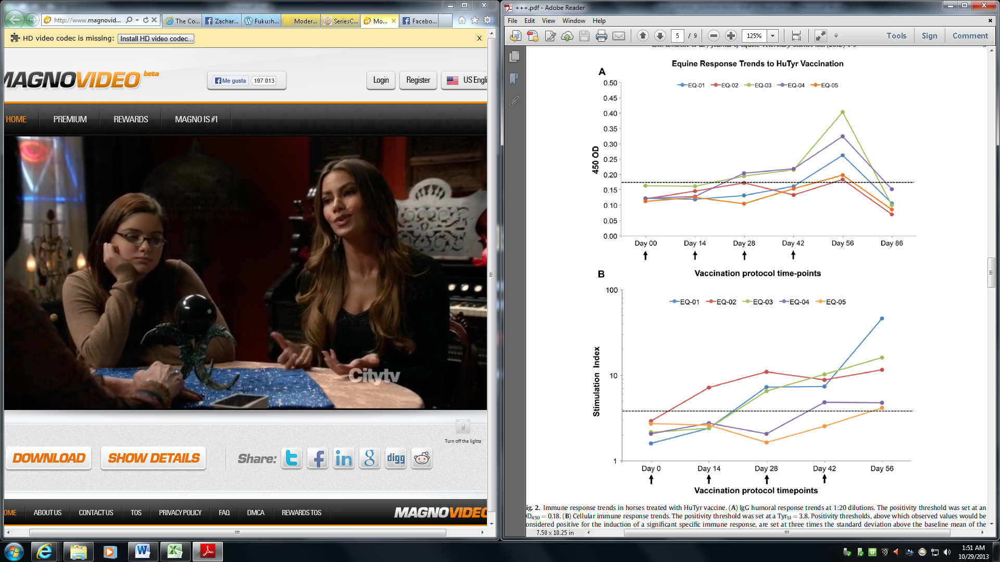 http://www.magnovid...
The Co...
Zachar...
Fukush...
Moder...
SeriesC...
Mo...
Facebo...
HD video codec is missing:
Install HD video codec...
X
MAGNOVIDEO beta
Me gusta
197 013
Login
Register
US Engli
HOME
PREMIUM
REWARDS
MAGNO IS #1
Citytv
Turn off the lights
DOWNLOAD
SHOW DETAILS
Share:
digg
OME
ABOUT US
CONTACT US
TOS
PRIVACY POLICY
FAQ
DMCA
REWARDS TOS
MAGNOVIDEO
+++.pdf - Adobe Reader
File Edit View Window Help
5 / 9
125%
Tools
Sign
Comment
Equine Response Trends to HuTyr Vaccination
A
EQ-01 EQ-02 EQ-03 EQ-04 EQ-05
0.50
0.45
0.40
0.35
0.30
0.25
0.20
0.15
0.10
0.05
0.00
450 OD
Day 00 Day 14 Day 28 Day 42 Day 56 Day 86
Vaccination protocol time-points
B
EQ-01 EQ-02 EQ-03 EQ-04 EQ-05
100
10
1
Stimulation Index
Day 0 Day 14 Day 28 Day 42 Day 56
Vaccination protocol timepoints
ig. 2. Immune response trends in horses treated with HuTyr vaccine. (A) IgG humoral response trends at 1:20 dilutions. The positivity threshold was set at an
OD450 = 0.18. (B) Cellular immune response trends. The positivity threshold was set at a TyrSI = 3.8. Positivity thresholds, above which observed values would be
onsidered positive for the induction of a significant specific immune response, are set at three times the standard deviation above the baseline mean of the
7.50 x 10.25 in
1:51 AM
10/29/2013